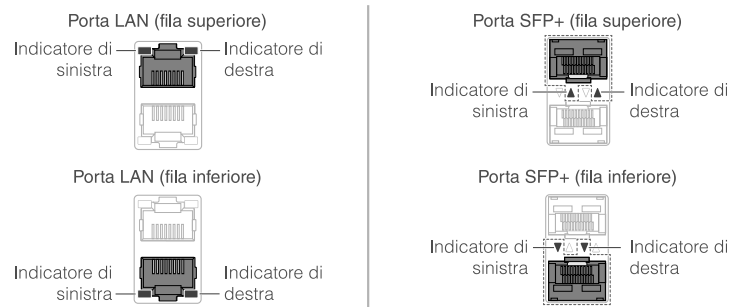 Porta LAN (fila superiore)
Indicatore di
sinistra
Indicatore di
destra
Porta LAN (fila inferiore)
Indicatore di
sinistra
Indicatore di
destra
Porta SFP+ (fila superiore)
Indicatore di
sinistra
Indicatore di
destra
Porta SFP+ (fila inferiore)
Indicatore di
sinistra
Indicatore di
destra